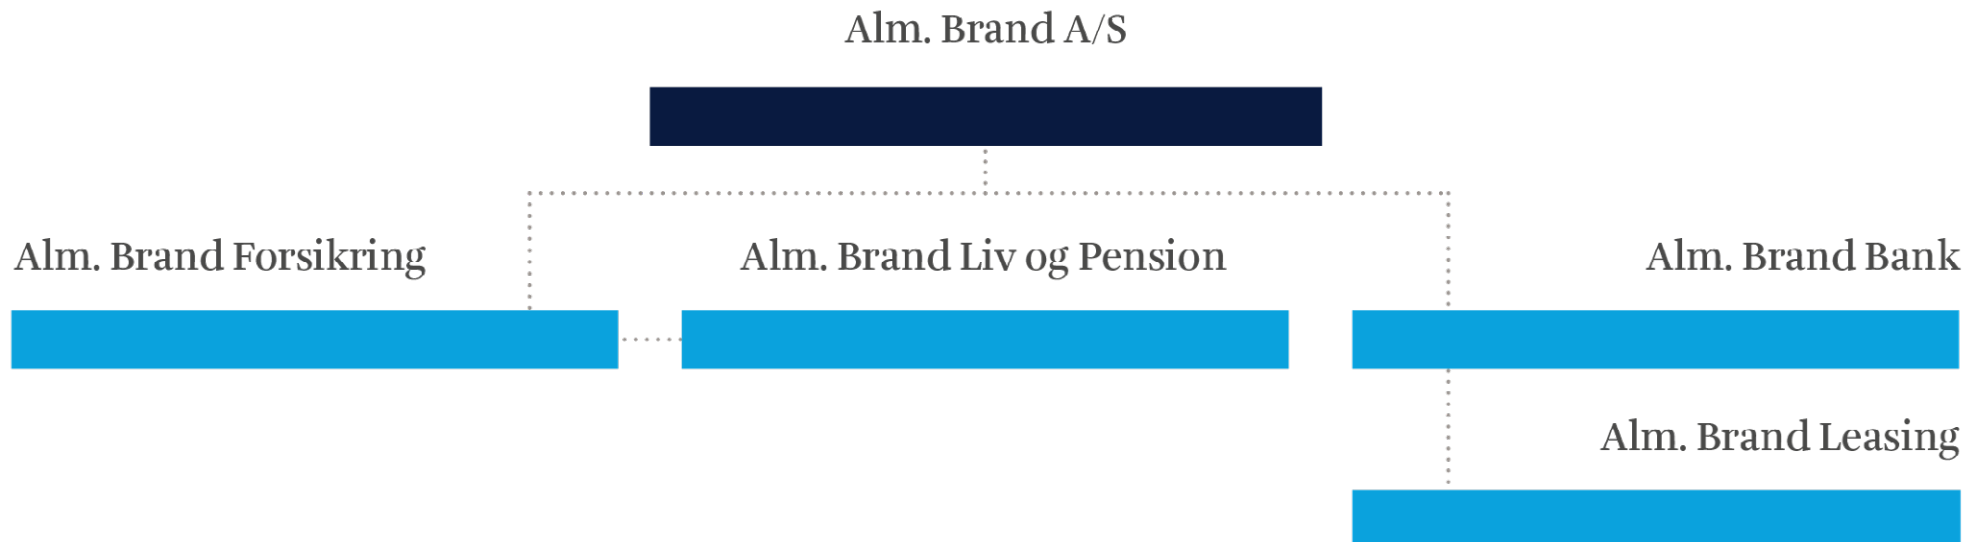 Alm. Brand A/S
Alm. Brand Forsikring
Alm. Brand Liv og Pension
Alm. Brand Bank
Alm. Brand Leasing